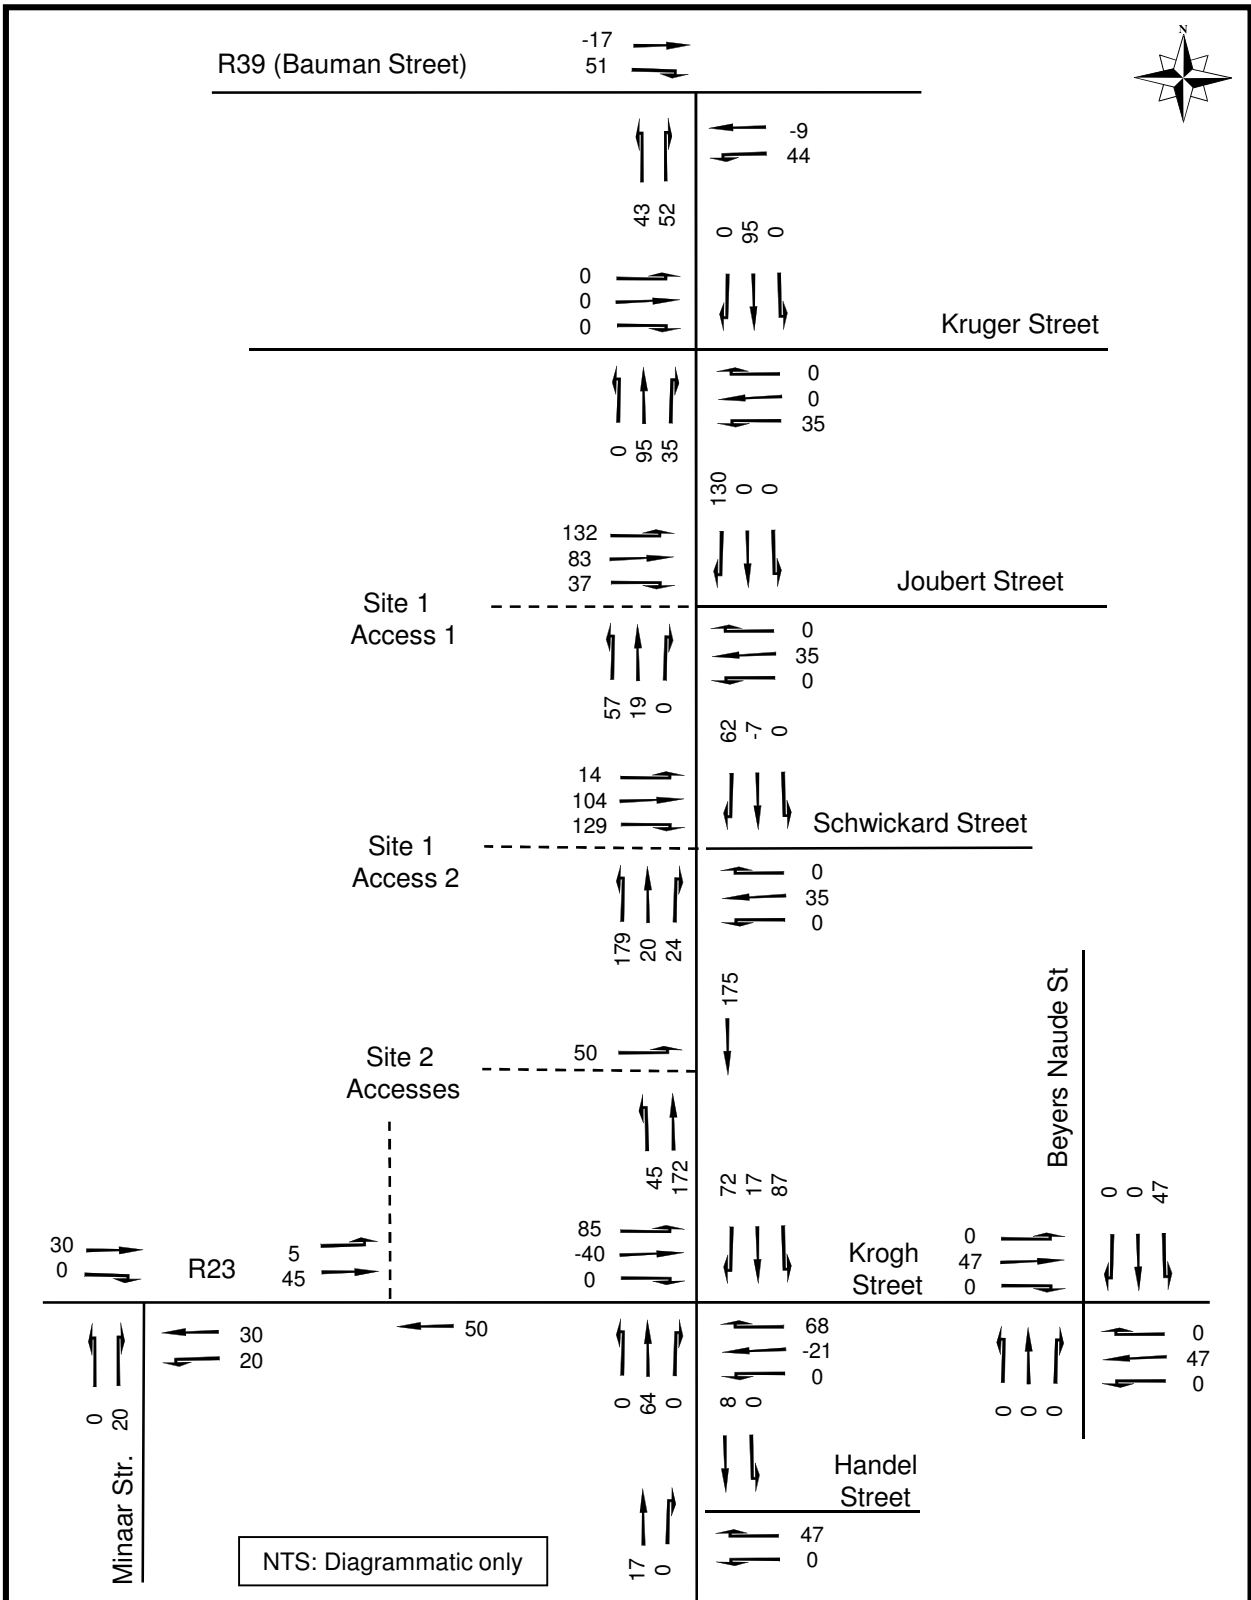 N
-17
R39 (Bauman Street)
51
-9
44
43 52
0 95 0
0
0
0
Kruger Street
0
0
35
0 95 35
130 0 0
132
83
37
Joubert Street
Site 1
Access 1
0
35
0
57 19 0
62 -7 0
14
104
129
Schwickard Street
Site 1
Access 2
0
35
0
179 20 24
175
Beyers Naude St
50
Site 2
Accesses
45 172
72 17 87
0 0 47
85
-40
0
30
0
R23
5
45
Krogh
Street
0
47
0
30
20
50
68
-21
0
0
47
0
0 20
0 64 0
8 0
0 0 0
Minaar Str.
Handel
Street
47
0
17 0
NTS: Diagrammatic only